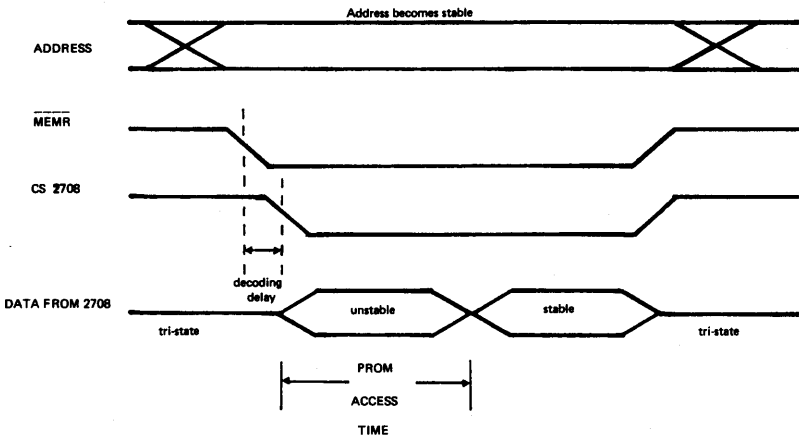 Address becomes stable
ADDRESS
MEMR
CS 2708
decoding
delay
DATA FROM 2708
unstable
stable
tri-state
tri-state
PROM
ACCESS
TIME